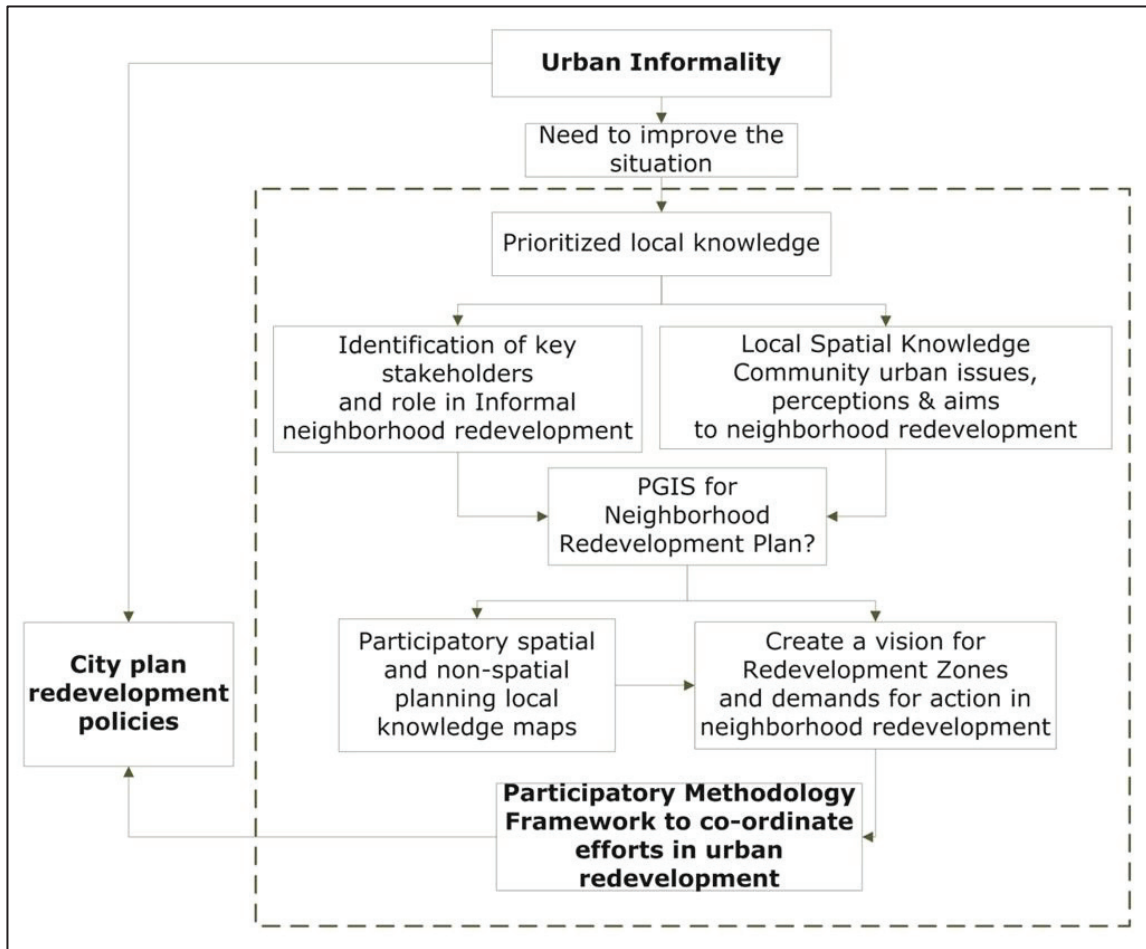 Urban Informality
Need to improve the
situation
Prioritized local knowledge
Identification of key
stakeholders
and role in Informal
neighborhood redevelopment
Local Spatial Knowledge
Community urban issues,
perceptions & aims
to neighborhood redevelopment
PGIS for
Neighborhood
Redevelopment Plan?
Participatory spatial
and non-spatial
planning local
knowledge maps
Create a vision for
Redevelopment Zones
and demands for action in
neighborhood redevelopment
City plan
redevelopment
policies
Participatory Methodology
Framework to co-ordinate
efforts in urban
redevelopment